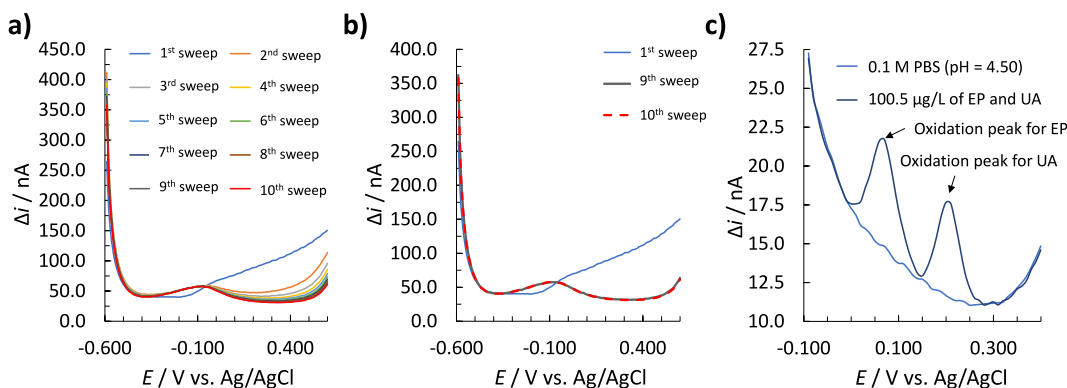 a)
450.0
400.0
350.0
300.0
250.0
200.0
150.0
100.0
50.0
0.0
Δi / nA
1st sweep
2nd sweep
3rd sweep
4th sweep
5th sweep
6th sweep
7th sweep
8th sweep
9th sweep
10th sweep
-0.600
-0.100
0.400
E / V vs. Ag/AgCl
b)
400.0
350.0
300.0
250.0
200.0
150.0
100.0
50.0
0.0
Δi / nA
1st sweep
9th sweep
10th sweep
-0.600
-0.100
0.400
E / V vs. Ag/AgCl
c)
27.5
25.0
22.5
20.0
17.5
15.0
12.5
10.0
Δi / nA
0.1 M PBS (pH = 4.50)
100.5 µg/L of EP and UA
Oxidation peak for EP
Oxidation peak for UA
-0.100
0.100
0.300
E / V vs. Ag/AgCl